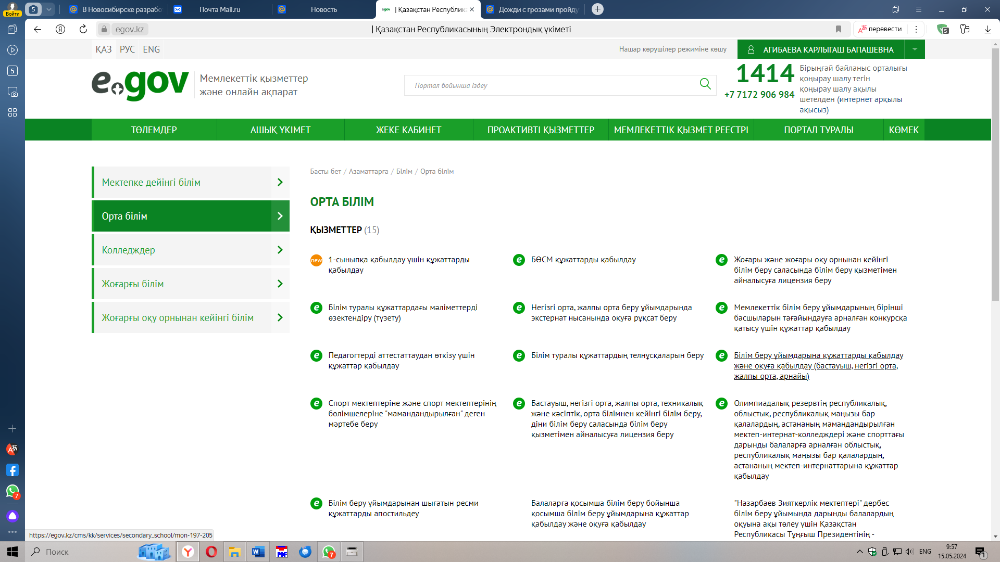 Войти
5
В Новосибирске разрабо
Почта Mail.ru
Новость
| Қазақстан Республик
Дожди с грозами пройду
egov.kz
| Қазақстан Республикасының Электрондық үкіметі
перевести
5
5
ҚАЗ РУС ENG
Нашар көрушілер режиміне көшу
АГИБАЕВА КАРЛЫГАШ БАПАШЕВНА
egov
Мемлекеттік қызметтер
және онлайн ақпарат
Портал бойынша іздеу
1414
+7 7172 906 984
Бірыңғай байланыс орталығы
қоңырау шалу тегін
қоңырау шалу ақылы
шетелден (интернет арқылы
ақысыз)
ТӨЛЕМДЕР
АШЫҚ ҮКІМЕТ
ЖЕКЕ КАБИНЕТ
ПРОАКТИВТІ ҚЫЗМЕТТЕР
МЕМЛЕКЕТТІК ҚЫЗМЕТ РЕЕСТРІ
ПОРТАЛ ТУРАЛЫ
КӨМЕК
Мектепке дейінгі білім
Орта білім
Колледждер
Жоғарғы білім
Жоғарғы оқу орнынан кейінгі білім
Басты бет / Азаматтарға / Білім / Орта білім
ОРТА БІЛІМ
ҚЫЗМЕТТЕР (15)
new
1-сыныпқа қабылдау үшін құжаттарды
қабылдау
БӨСМ құжаттарды қабылдау
Жоғары және жоғары оқу орнынан кейінгі
білім беру саласында білім беру қызметімен
айналысуға лицензия беру
Білім туралы құжаттардағы мәліметтерді
өзектендіру (түзету)
Негізгі орта, жалпы орта беру ұйымдарында
экстернат нысанында оқуға рұқсат беру
Мемлекеттік білім беру ұйымдарының бірінші
басшыларын тағайындауға арналған конкурсқа
қатысу үшін құжаттар қабылдау
Педагогтерді аттестаттаудан өткізу үшін
құжаттар қабылдау
Білім туралы құжаттардың телнұсқаларын беру
Білім беру ұйымдарына құжаттарды қабылдау
және оқуға қабылдау (бастауыш, негізгі орта,
жалпы орта, арнайы)
Спорт мектептеріне және спорт мектептерінің
бөлімшелеріне "мамандандырылған" деген
мәртебе беру
Бастауыш, негізгі орта, жалпы орта, техникалық
және кәсіптік, орта білімнен кейінгі білім беру,
діни білім беру саласында білім беру
қызметімен айналысуға лицензия беру
Олимпиадалық резервтің республикалық,
облыстық, республикалық маңызы бар
қалалардың, астананың мамандандырылған
мектеп-интернат-колледждері және спорттағы
дарынды балаларға арналған облыстық,
республикалық маңызы бар қалалардың,
астананың мектеп-интернаттарына құжаттар
қабылдау
Білім беру ұйымдарынан шығатын ресми
құжаттарды апостильдеу
Балаларға қосымша білім беру бойынша
қосымша білім беру ұйымдарына құжаттар
қабылдау және оқуға қабылдау
"Назарбаев Зияткерлік мектептері" дербес
білім беру ұйымында дарынды балалардың
оқуына ақы төлеу үшін Қазақстан
Республикасы Тұңғыш Президентінің -
7
https://egov.kz/cms/kk/services/secondary_school/mon-197-205
Поиск
7
ENG
9:57
15.05.2024
1